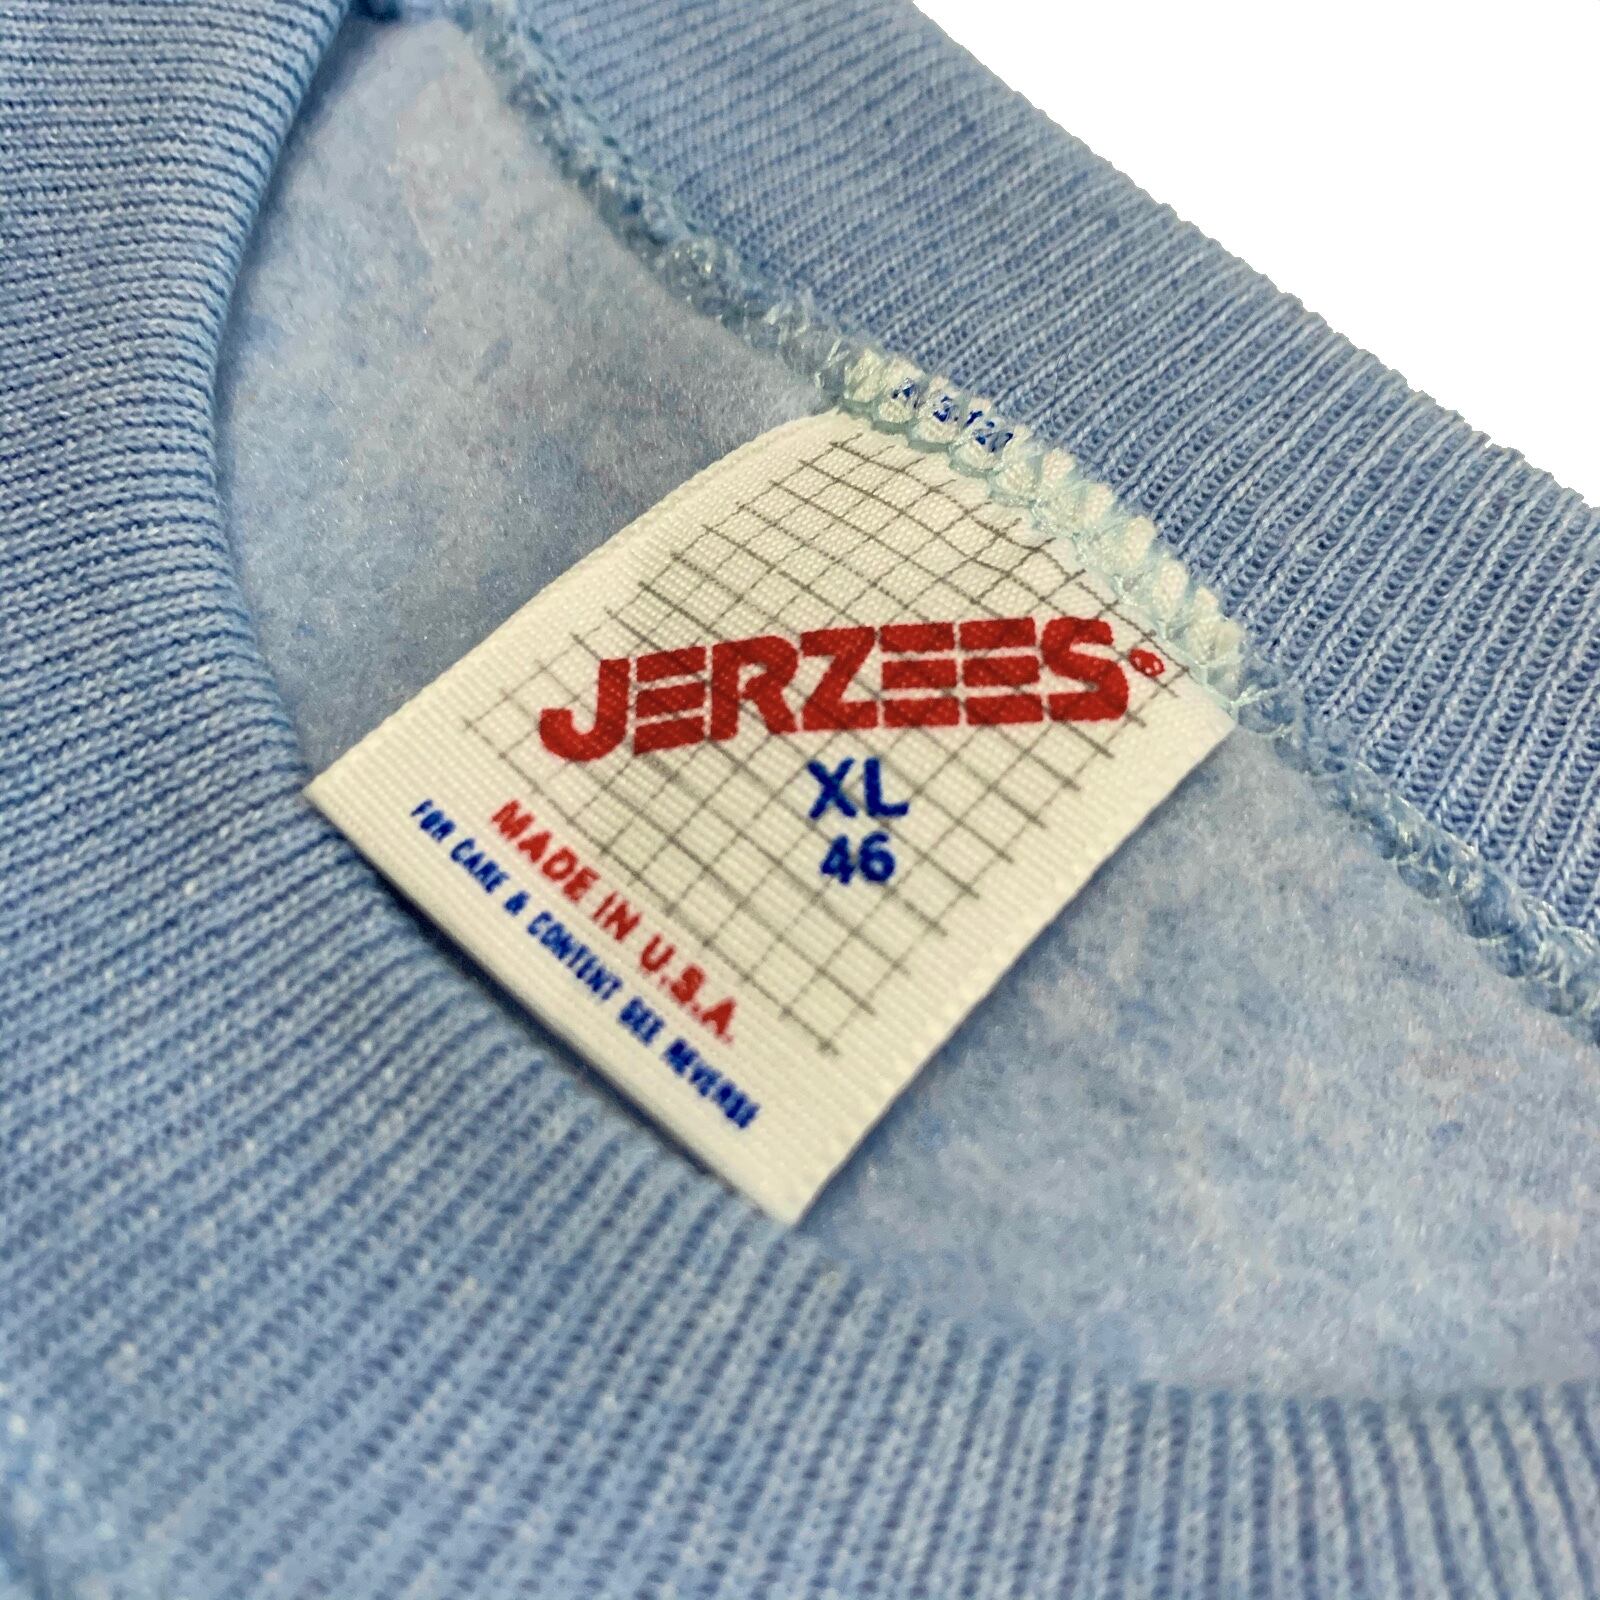 JERZEES®
XL
46
MADE IN U.S.A.
FOR CARE & CONTENT SEE REVERSE